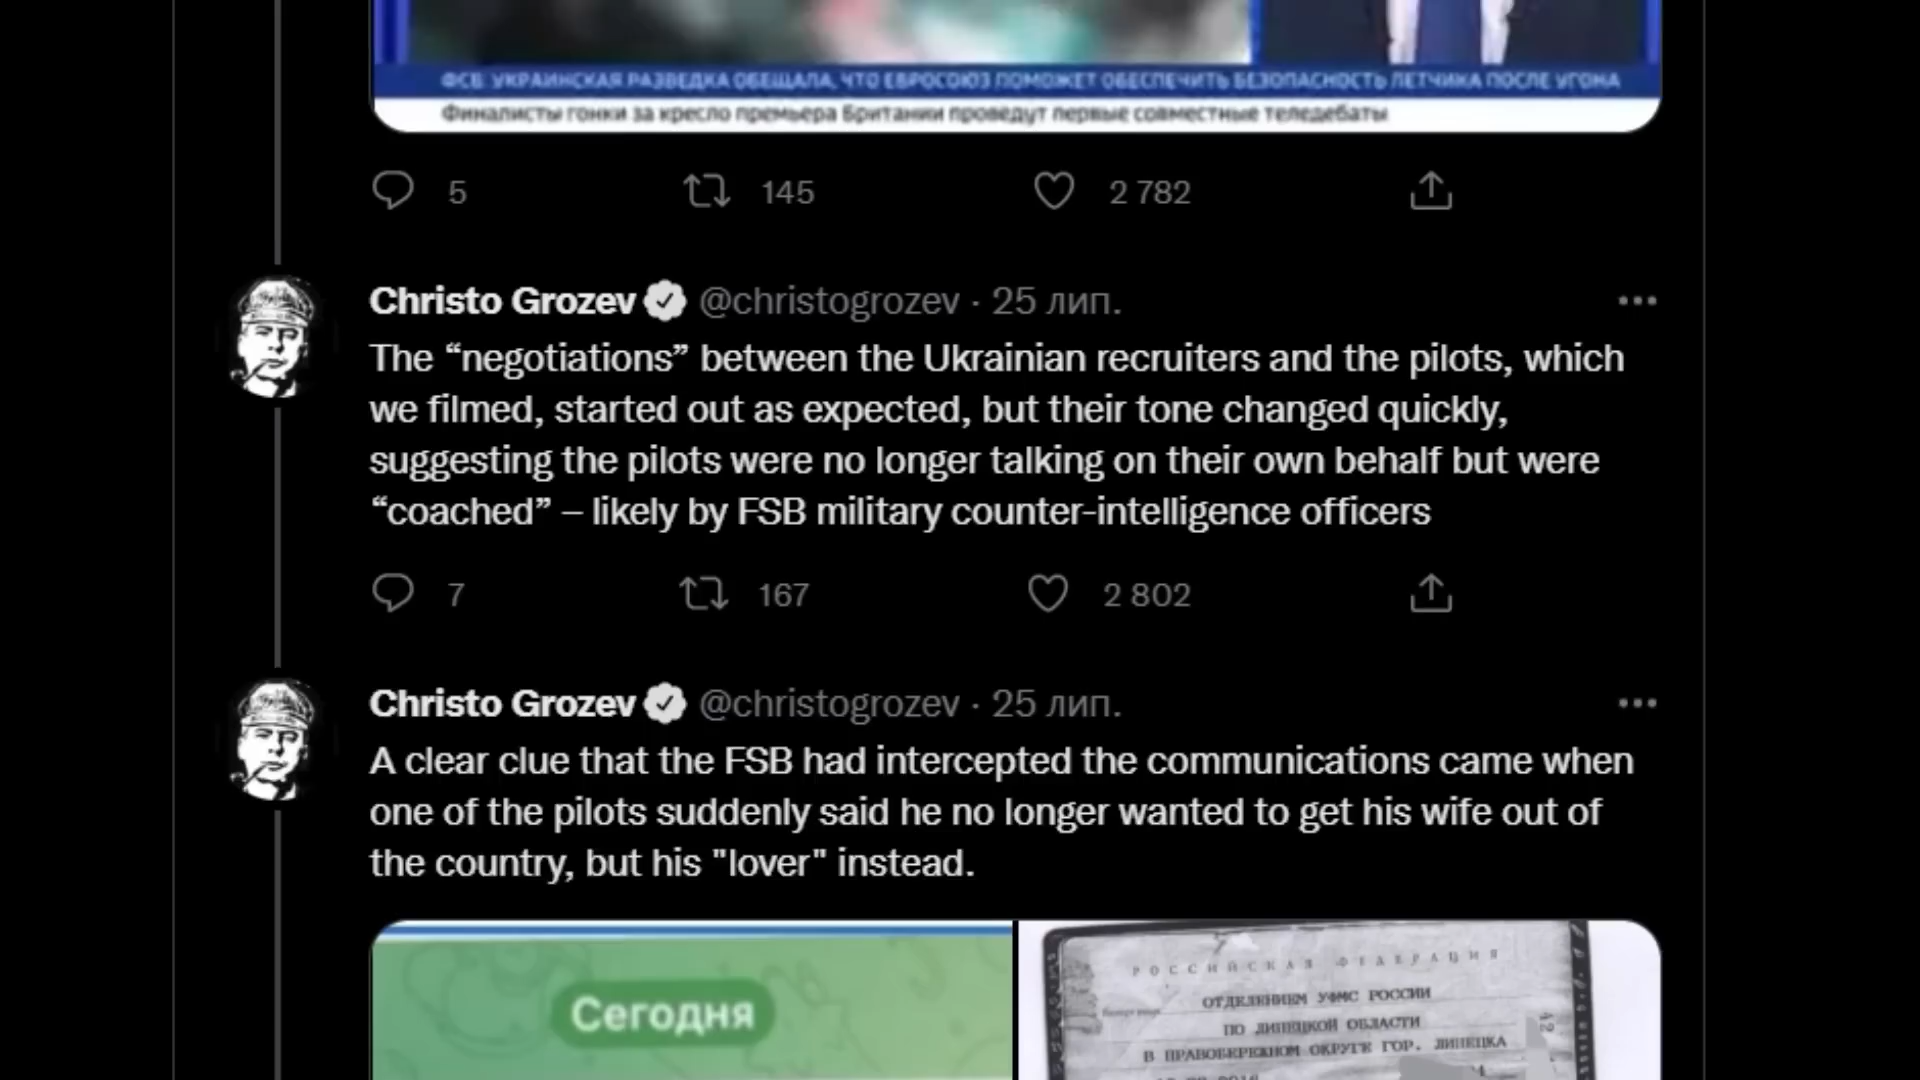 ФСБ: УКРАИНСКАЯ РАЗВЕДКА ОБЕЩАЛА, ЧТО ЕВРОСОЮЗ ПОМОЖЕТ ОБЕСПЕЧИТЬ БЕЗОПАСНОСТЬ ЛЕТЧИКА ПОСЛЕ УГОНА
Финалисты гонки за кресло премьера Британии проведут первые совместные теледебаты
5 145 2 782
Christo Grozev @christogrozev · 25 лип.
The “negotiations” between the Ukrainian recruiters and the pilots, which
we filmed, started out as expected, but their tone changed quickly,
suggesting the pilots were no longer talking on their own behalf but were
“coached” – likely by FSB military counter-intelligence officers
7 167 2 802
Christo Grozev @christogrozev · 25 лип.
A clear clue that the FSB had intercepted the communications came when
one of the pilots suddenly said he no longer wanted to get his wife out of
the country, but his "lover" instead.
Сегодня
РОССИЙСКАЯ ФЕДЕРАЦИЯ
ОТДЕЛЕНИЕМ УФМС РОССИИ
ПО ЛИПЕЦКОЙ ОБЛАСТИ
В ПРАВОБЕРЕЖНОМ ОКРУГЕ ГОР. ЛИПЕЦКА